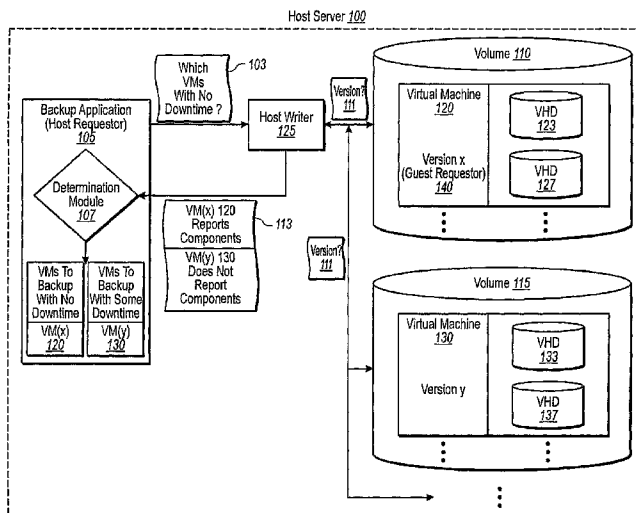 Host Server 100
Which
VMs
With No
Downtime ?
103
Backup Application
(Host Requestor)
105
Determination
Module
107
VMs To
Backup
With No
Downtime
VM(x)
120
VMs To
Backup
With Some
Downtime
VM(y)
130
Host Writer
125
VM(x) 120
Reports
Components
VM(y) 130
Does Not
Report
Components
113
Version?
111
Version?
111
Volume 110
Virtual Machine
120
Version x
(Guest Requestor)
140
VHD
123
VHD
127
Volume 115
Virtual Machine
130
Version y
VHD
133
VHD
137